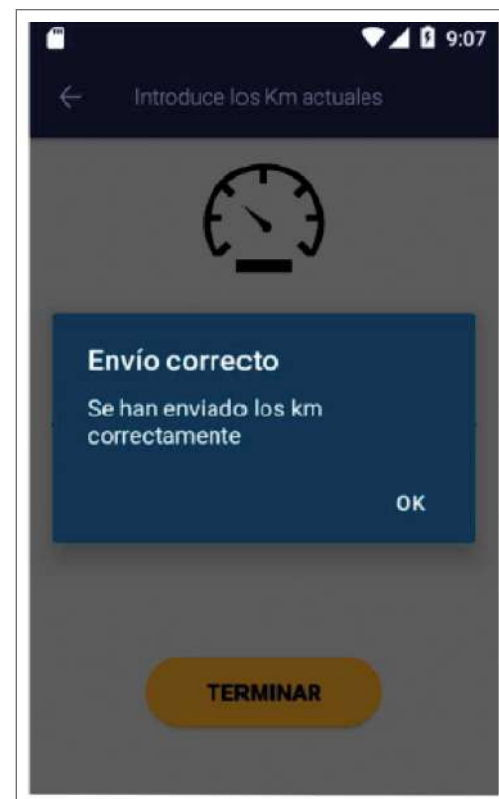 9:07
Introduce los Km actuales
Envío correcto
Se han enviado los km
correctamente
OK
TERMINAR